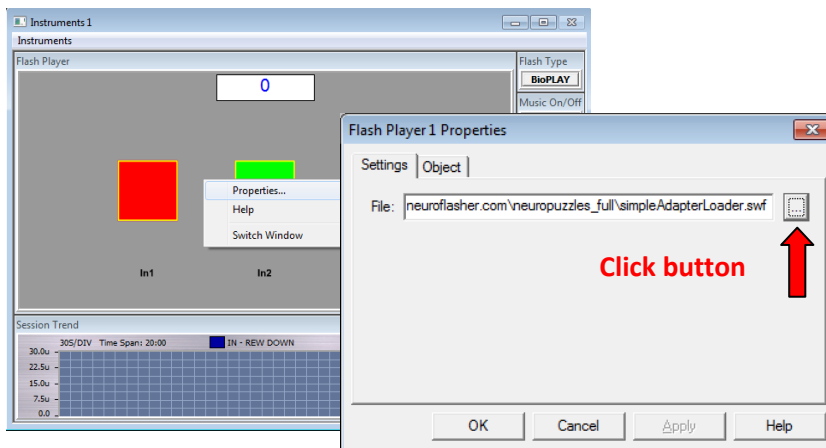 Instruments 1
Instruments
Flash Player
Flash Type
0
BioPLAY
Music On/Off
Flash Player 1 Properties
Settings
Object
Properties...
Help
Switch Window
File:
neuroflasher.com\neuropuzzles_full\simpleAdapterLoader.swf
...
Click button
In1
In2
Session Trend
30S/DIV Time Span: 20:00
IN - REW DOWN
30.0u
22.5u
15.0u
7.5u
0.0
OK
Cancel
Apply
Help